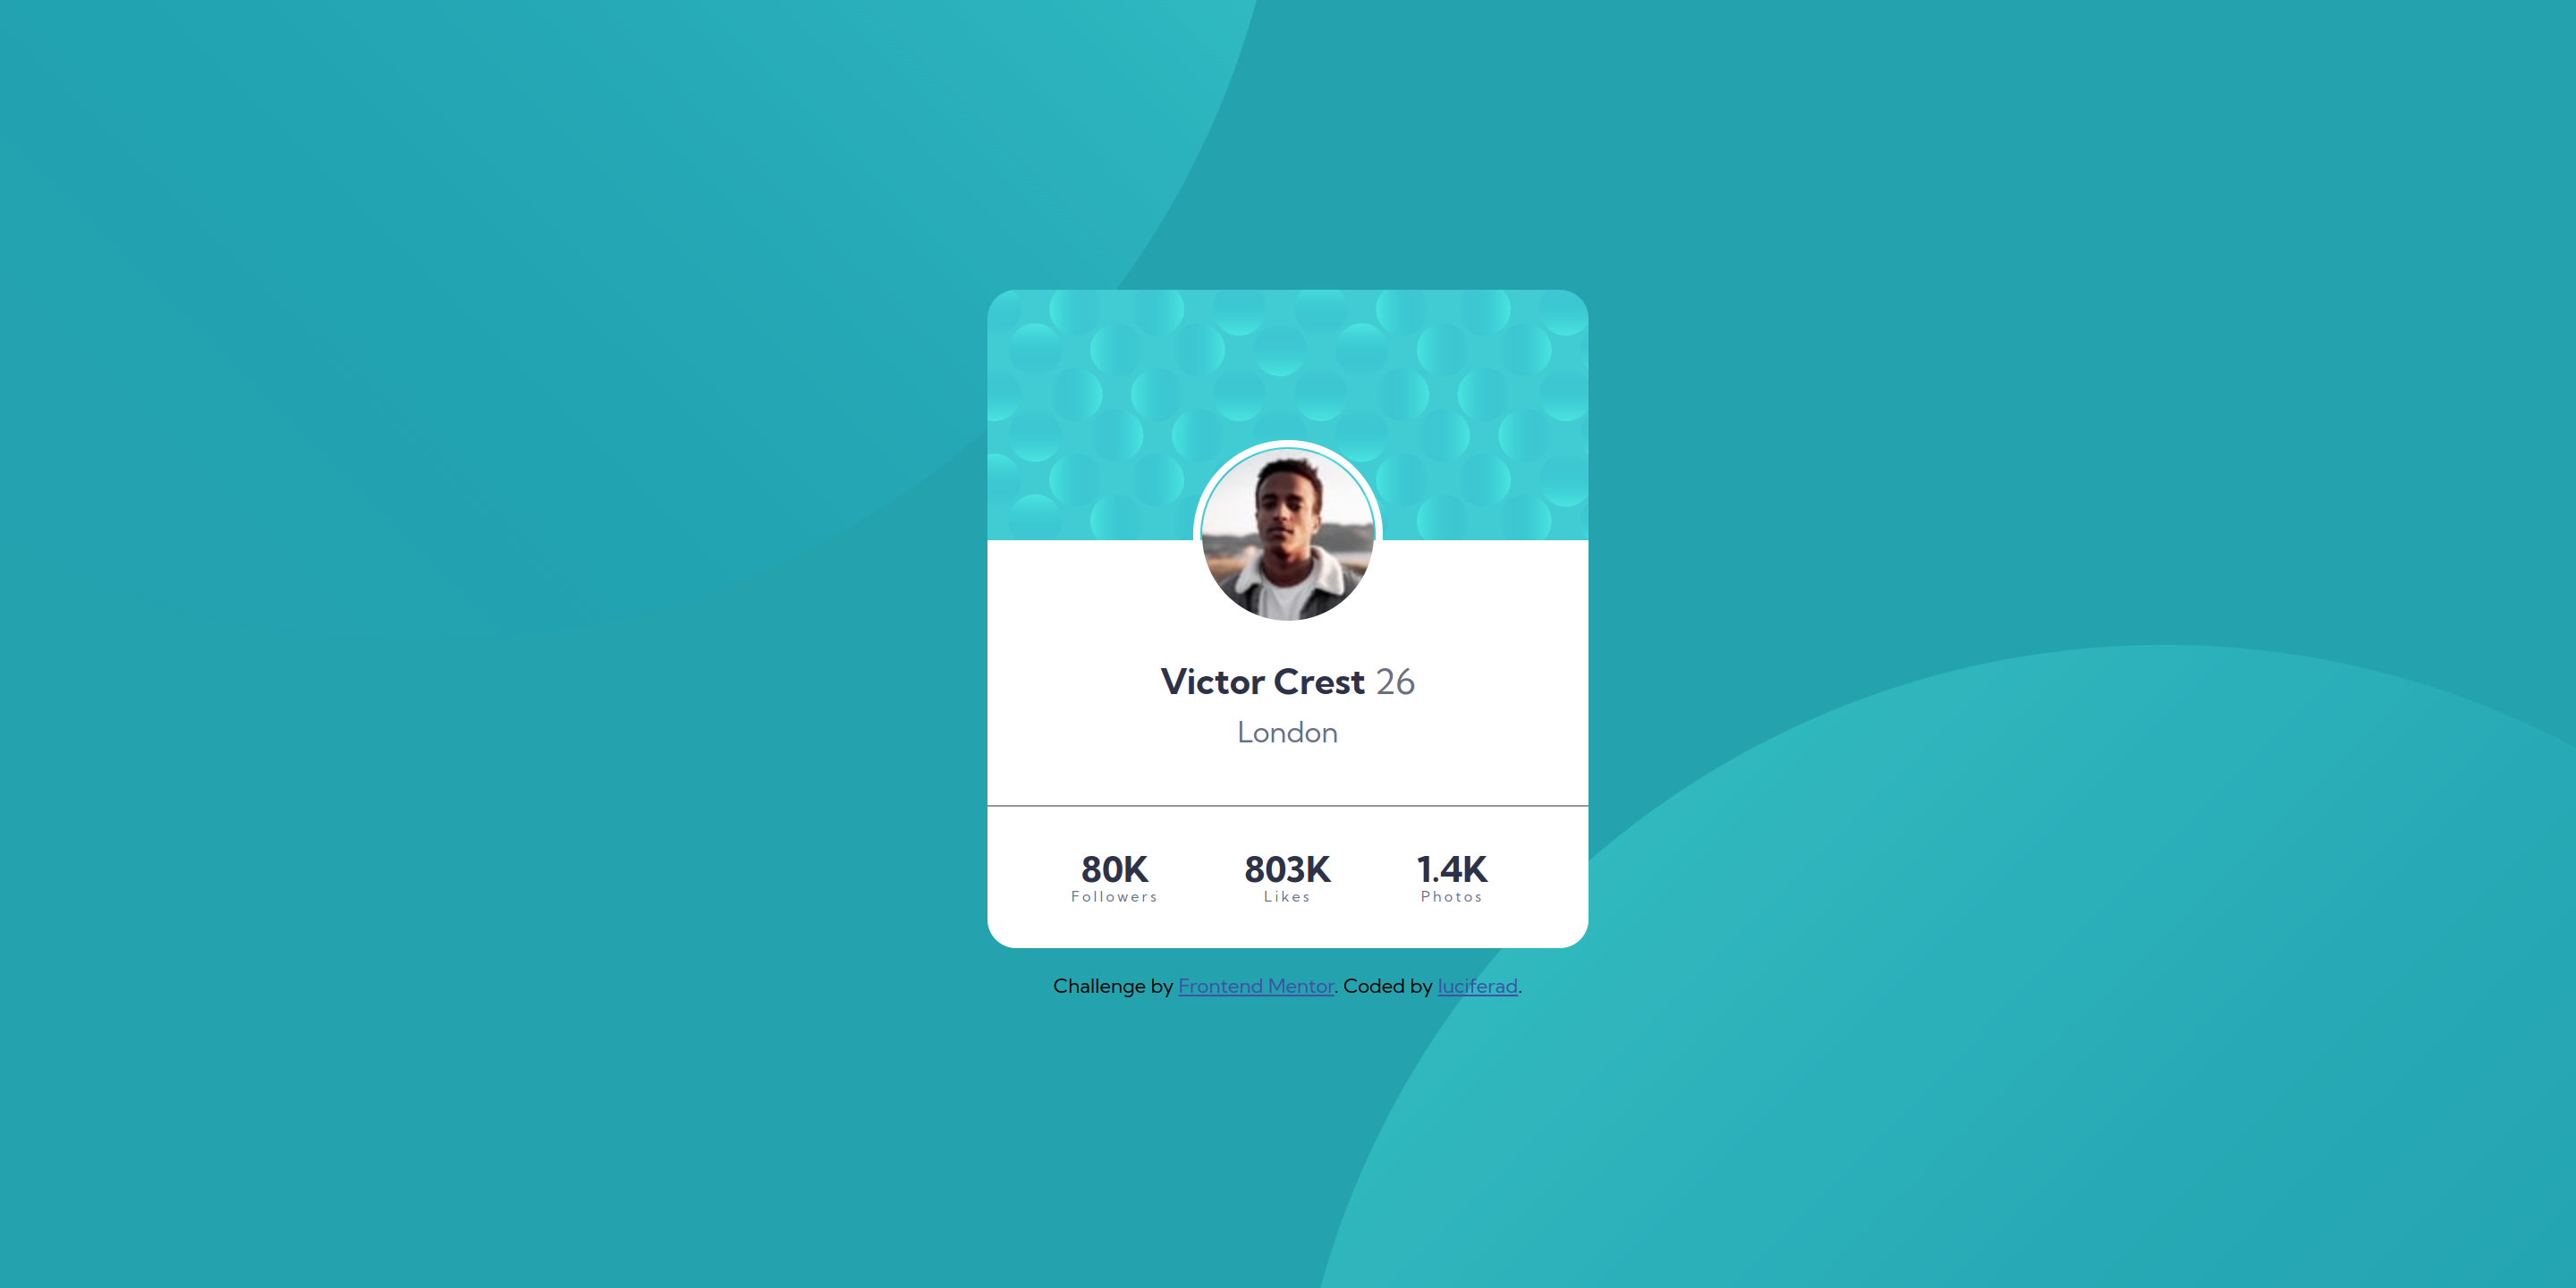 Victor Crest 26
London
80K 803K 1.4K
Followers Likes Photos
Challenge by Frontend Mentor. Coded by luciferad.